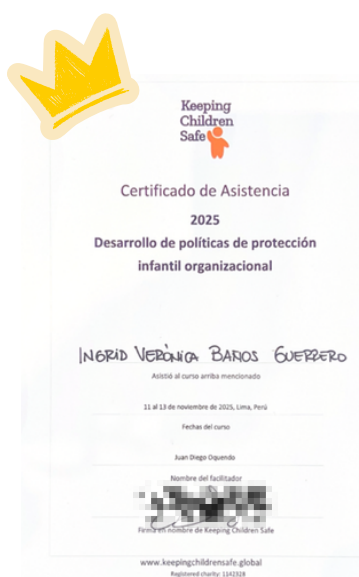 Keeping
Children
Safe
Certificado de Asistencia
2025
Desarrollo de políticas de protección
infantil organizacional
INGRID VERÓNICA BAÑOS GUERRERO
Asistió al curso arriba mencionado
11 al 13 de noviembre de 2025, Lima, Perú
Fechas del curso
Juan Diego Oquendo
Nombre del facilitador
Firma en nombre de Keeping Children Safe
www.keepingchildrensafe.global
Registered charity: 1142328